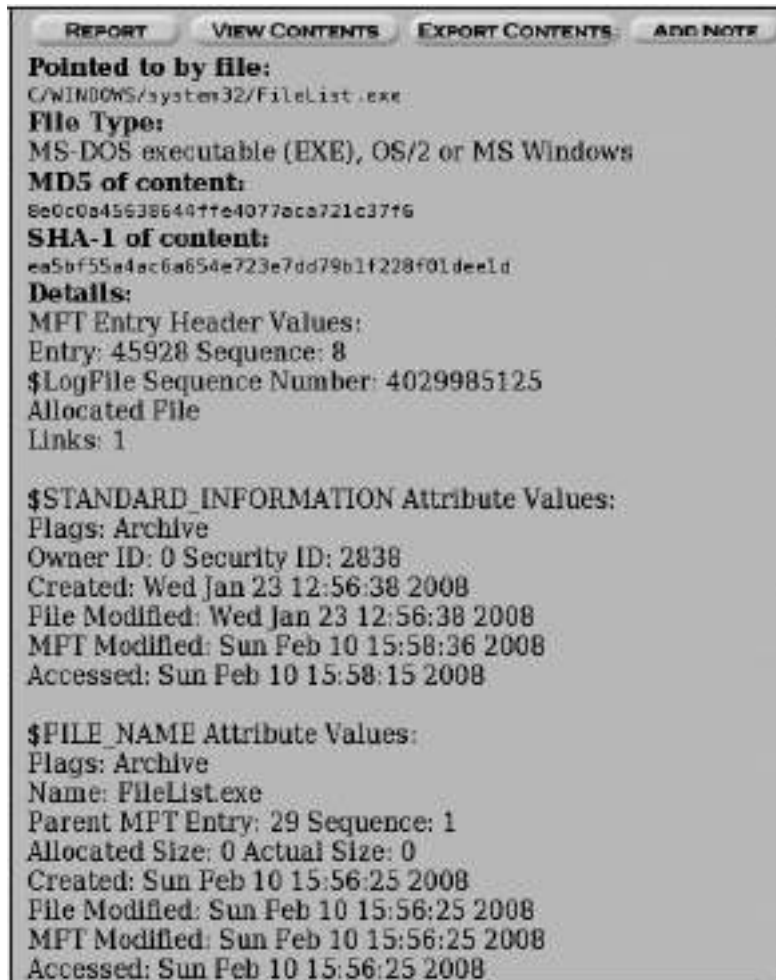 REPORT VIEW CONTENTS EXPORT CONTENTS ADD NOTE
Pointed to by file:
C/WINDOWS/system32/FileList.exe
File Type:
MS-DOS executable (EXE), OS/2 or MS Windows
MD5 of content:
8e0c0a45638644ffe4077aca721c37f6
SHA-1 of content:
ea5bf55a4ac6a654e723e7dd79b1f228f01dee1d
Details:
MFT Entry Header Values:
Entry: 45928 Sequence: 8
$LogFile Sequence Number: 4029985125
Allocated File
Links: 1
$STANDARD_INFORMATION Attribute Values:
Flags: Archive
Owner ID: 0 Security ID: 2838
Created: Wed Jan 23 12:56:38 2008
File Modified: Wed Jan 23 12:56:38 2008
MFT Modified: Sun Feb 10 15:58:36 2008
Accessed: Sun Feb 10 15:58:15 2008
$FILE_NAME Attribute Values:
Flags: Archive
Name: FileList.exe
Parent MFT Entry: 29 Sequence: 1
Allocated Size: 0 Actual Size: 0
Created: Sun Feb 10 15:56:25 2008
File Modified: Sun Feb 10 15:56:25 2008
MFT Modified: Sun Feb 10 15:56:25 2008
Accessed: Sun Feb 10 15:56:25 2008